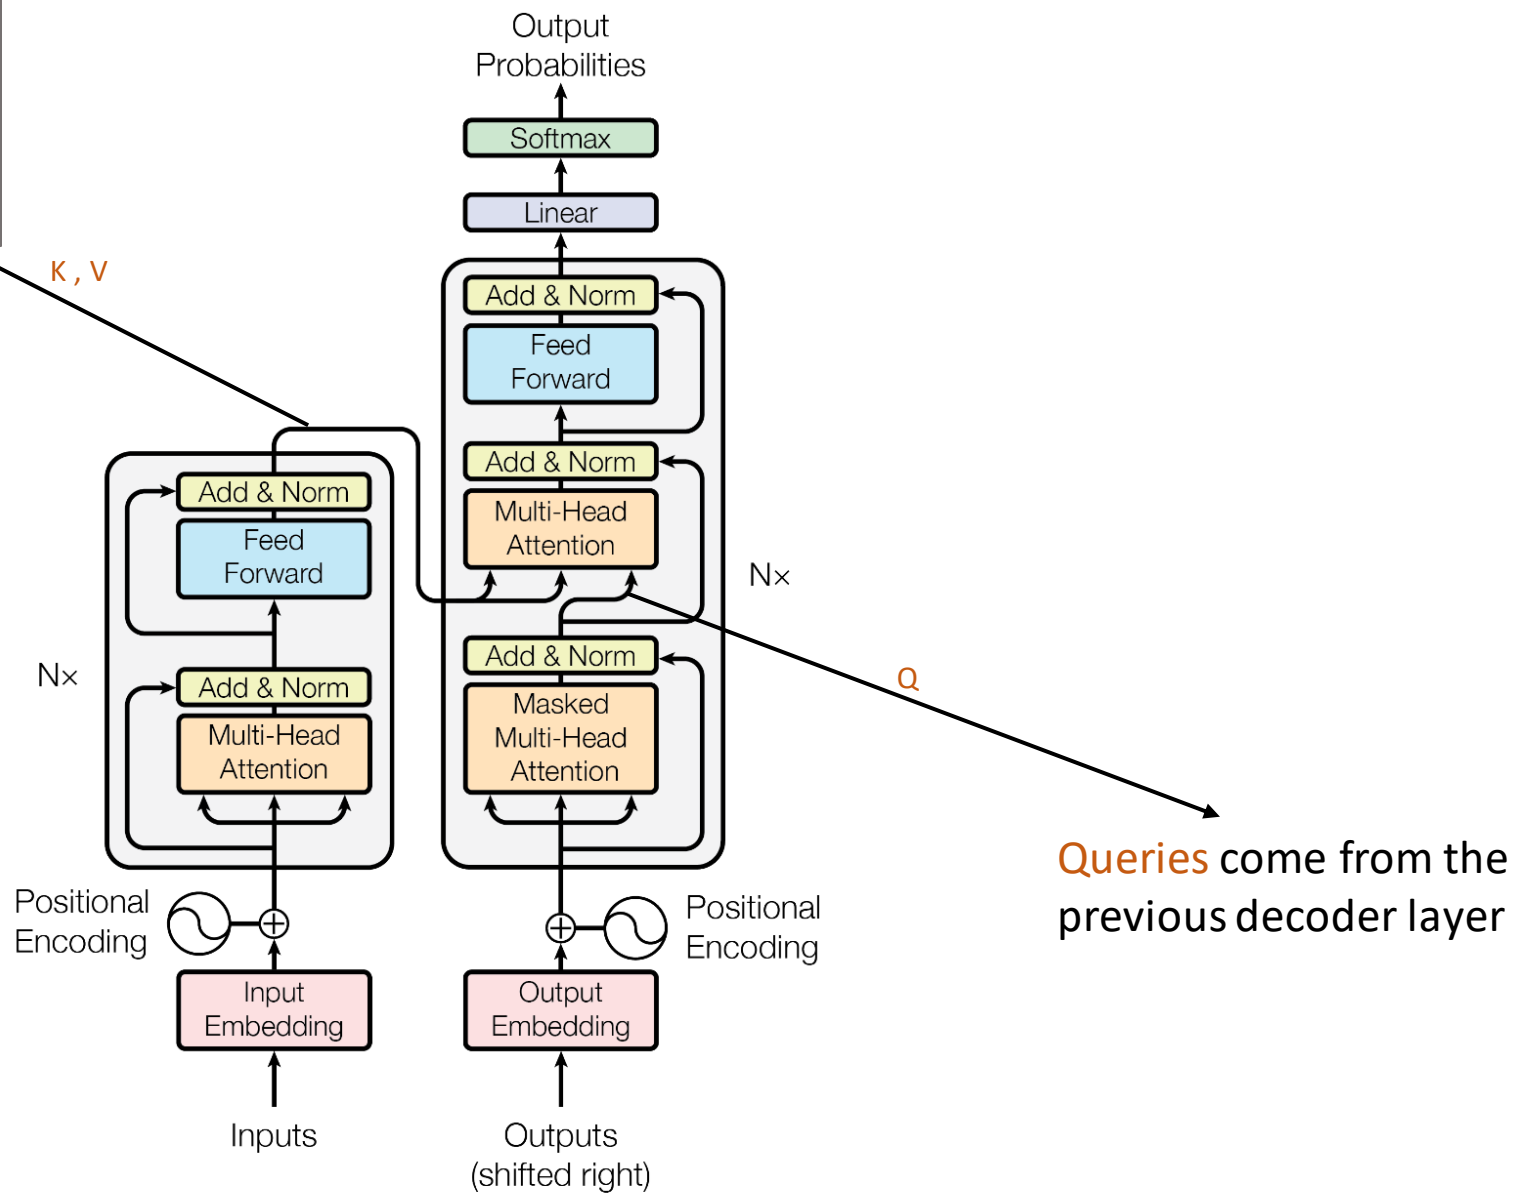 Output
Probabilities
Softmax
Linear
K , V
Add & Norm
Feed
Forward
Add & Norm
Multi-Head
Attention
Nx
Add & Norm
Masked
Multi-Head
Attention
Add & Norm
Feed
Forward
Nx
Add & Norm
Multi-Head
Attention
Q
Queries come from the
previous decoder layer
Positional
Encoding
Positional
Encoding
Input
Embedding
Output
Embedding
Inputs
Outputs
(shifted right)